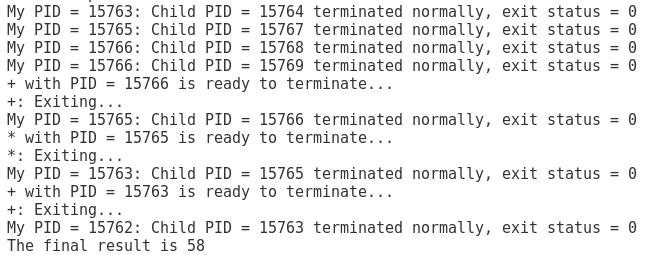 My PID = 15763: Child PID = 15764 terminated normally, exit status = 0
My PID = 15765: Child PID = 15767 terminated normally, exit status = 0
My PID = 15766: Child PID = 15768 terminated normally, exit status = 0
My PID = 15766: Child PID = 15769 terminated normally, exit status = 0
+ with PID = 15766 is ready to terminate...
+: Exiting...
My PID = 15765: Child PID = 15766 terminated normally, exit status = 0
* with PID = 15765 is ready to terminate...
*: Exiting...
My PID = 15763: Child PID = 15765 terminated normally, exit status = 0
+ with PID = 15763 is ready to terminate...
+: Exiting...
My PID = 15762: Child PID = 15763 terminated normally, exit status = 0
The final result is 58